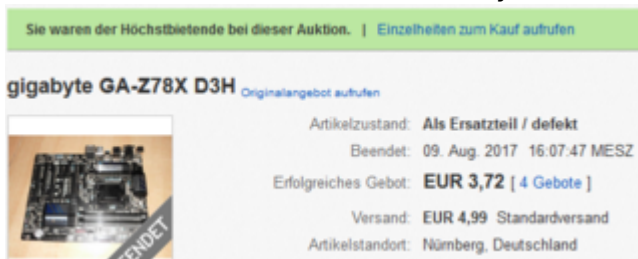 Sie waren der Höchstbietende bei dieser Auktion. | Einzelheiten zum Kauf aufrufen
gigabyte GA-Z78X D3H Originalangebot aufrufen
Artikelzustand: Als Ersatzteil / defekt
Beendet: 09. Aug. 2017 16:07:47 MESZ
Erfolgreiches Gebot: EUR 3,72 [ 4 Gebote ]
Versand: EUR 4,99 Standardversand
Artikelstandort: Nürnberg, Deutschland